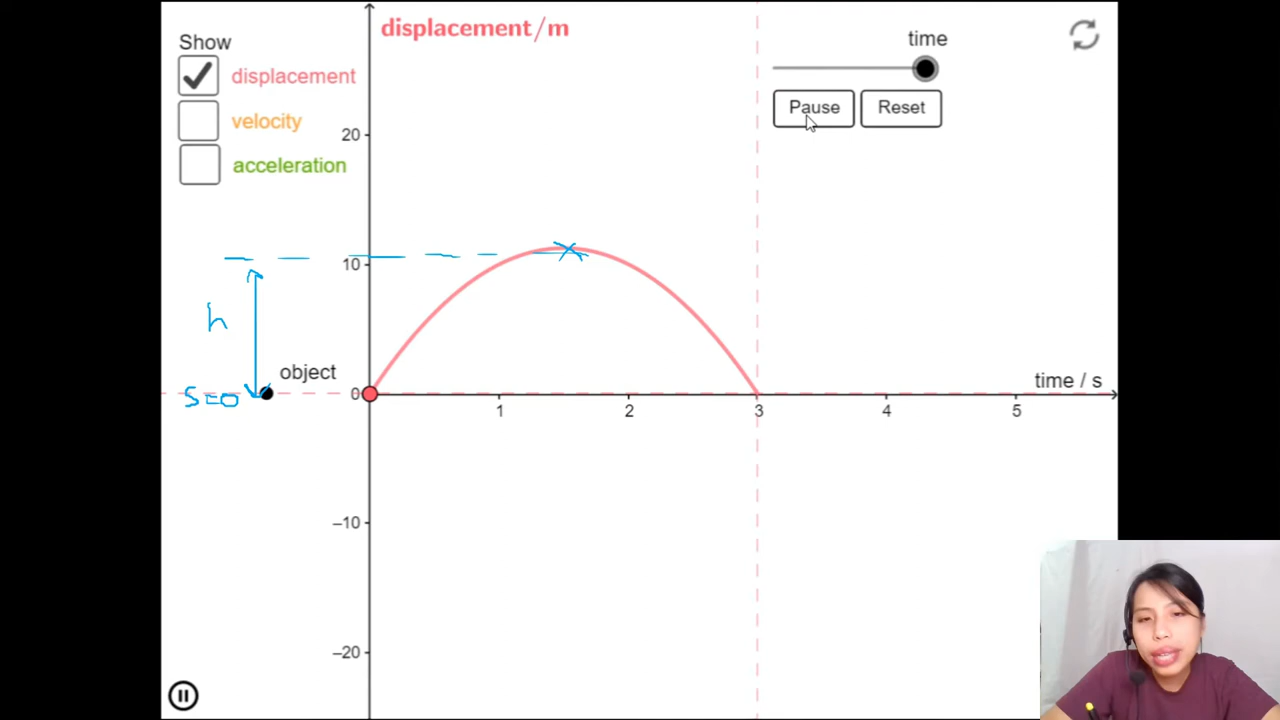 displacement/m
Show
displacement
velocity
acceleration
time
Pause Reset
20
10
h
object
S=0
0
time / s
1 2 3 4 5
–10
–20